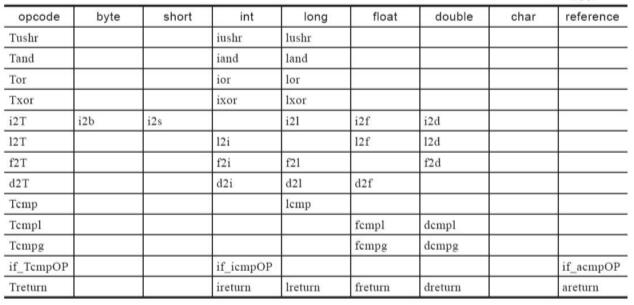 opcode byte short int long float double char reference
Tushr iushr lushr
Tand iand land
Tor ior lor
Txor ixor lxor
i2T i2b i2s i2l i2f i2d
l2T l2i l2f l2d
f2T f2i f2l f2d
d2T d2i d2l d2f
Tcmp lcmp
Tcmpl fcmpl dcmpl
Tcmpg fcmpg dcmpg
if_TcmpOP if_icmpOP if_acmpOP
Treturn ireturn lreturn freturn dreturn areturn